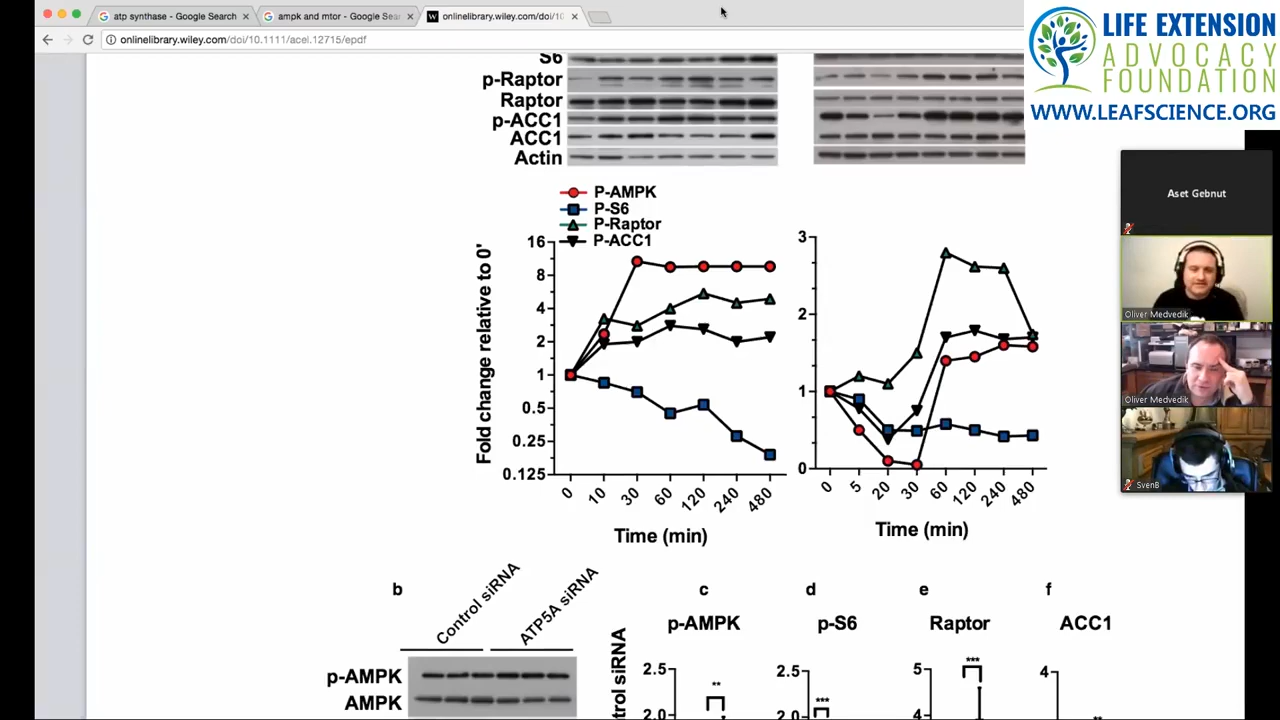 atp synthase - Google Search
ampk and mtor - Google Sea
onlinelibrary.wiley.com/doi/10
onlinelibrary.wiley.com/doi/10.1111/acel.12715/epdf
LIFE EXTENSION
ADVOCACY
FOUNDATION
WWW.LEAFSCIENCE.ORG
S6
p-Raptor
Raptor
p-ACC1
ACC1
Actin
Aset Gebnut
Oliver Medvedik
Oliver Medvedik
SvenB
P-AMPK
P-S6
P-Raptor
P-ACC1
Fold change relative to 0'
16
8
4
2
1
0.5
0.25
0.125
0 10 30 60 120 240 480
Time (min)
3
2
1
0
0 5 20 30 60 120 240 480
Time (min)
b
Control siRNA
ATP5A siRNA
p-AMPK
AMPK
c d e f
p-AMPK p-S6 Raptor ACC1
trol siRNA
2.5
2.0
**
2.5
2.0
***
5
4
***
4
**